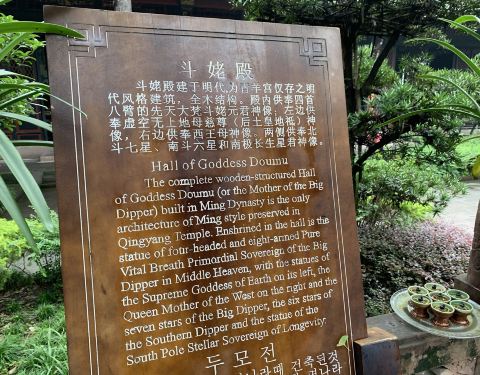 斗姥殿
斗姥殿建于明代,为青羊宫仅存之明
代风格建筑，全木结构。殿内供奉四首
八臂的先天大梵斗姥元君神像，左边供
奉虚空无上地母慈尊（后土皇地祇）神
像，右边供奉西王母神像。南侧供奉北
斗七星、南斗六星和南极长生星君神像。
Hall of Goddess Doumu
The complete wooden-structured Hall
of Goddess Doumu (or the Mother of the Big
Dipper) built in Ming Dynasty is the only
architecture of Ming style preserved in
Qingyang Temple. Enshrined in the hall is the
statue of four-headed and eight-armed Pure
Vital Breath Primordial Sovereign of the Big
Dipper in Middle Heaven, with the statues of
the Supreme Goddess of Earth on its left, the
Queen Mother of the West on the right and the
seven stars of the Big Dipper, the six stars of
the Southern Dipper and the statue of the
South Pole Stellar Sovereign of Longevity.
두모전